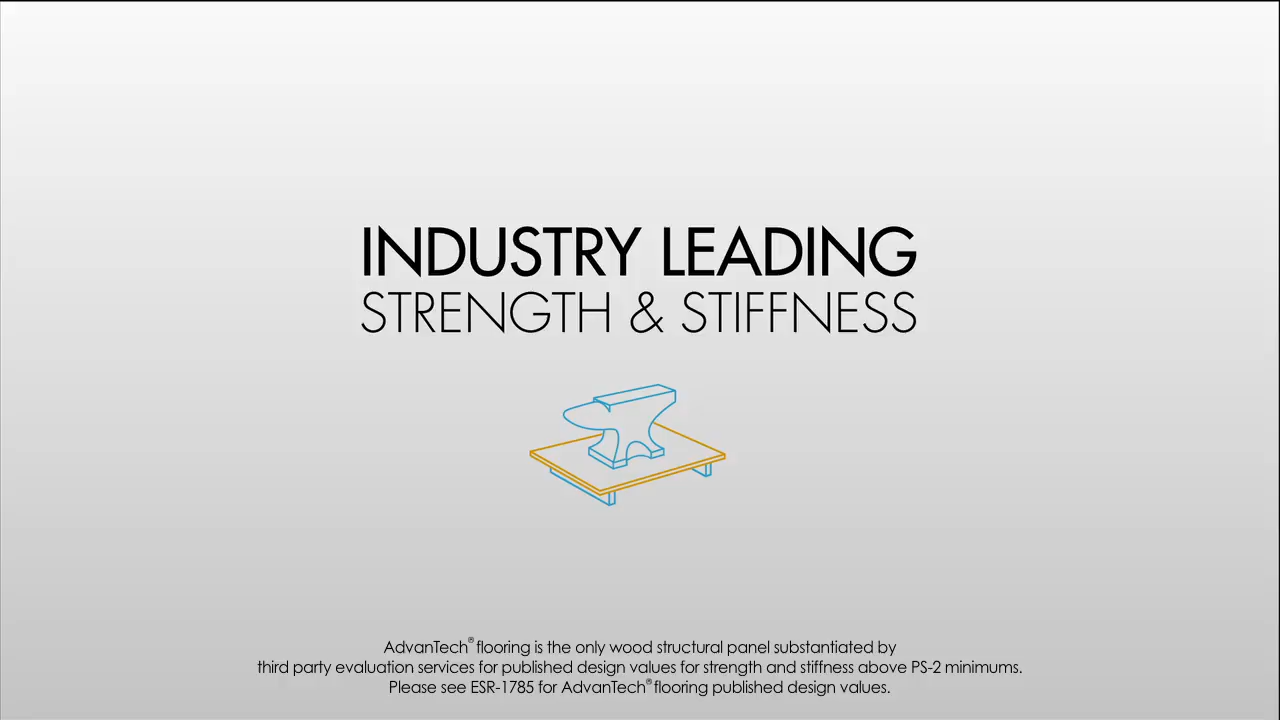 INDUSTRY LEADING
STRENGTH & STIFFNESS
AdvanTech® flooring is the only wood structural panel substantiated by
third party evaluation services for published design values for strength and stiffness above PS-2 minimums.
Please see ESR-1785 for AdvanTech® flooring published design values.